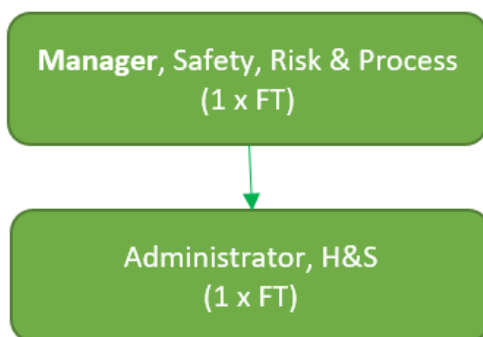 Manager, Safety, Risk & Process
(1 x FT)
Administrator, H&S
(1 x FT)